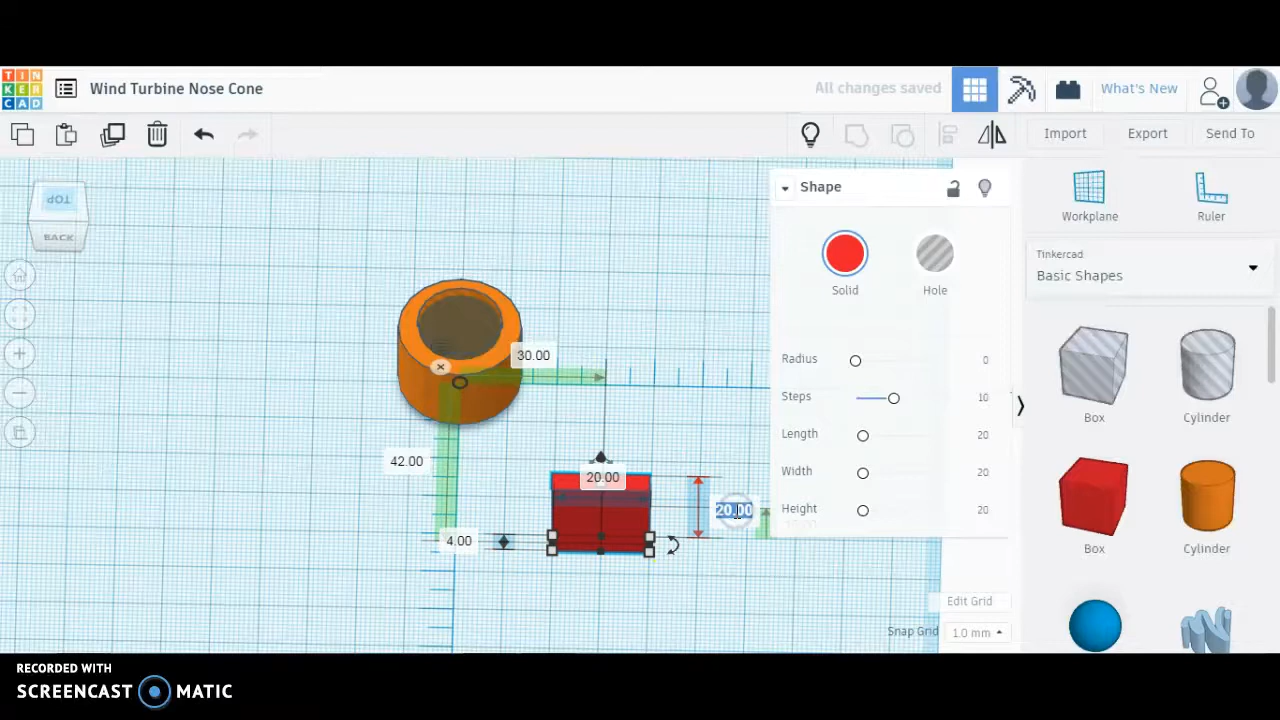 TIN
KER
CAD
Wind Turbine Nose Cone
All changes saved
What's New
Import
Export
Send To
TOP
BACK
Shape
Solid
Hole
Radius
0
Steps
10
Length
20
Width
20
Height
20
30.00
42.00
20.00
20.00
4.00
Workplane
Ruler
Tinkercad
Basic Shapes
Box
Cylinder
Box
Cylinder
Edit Grid
Snap Grid
1.0 mm
RECORDED WITH
SCREENCAST MATIC